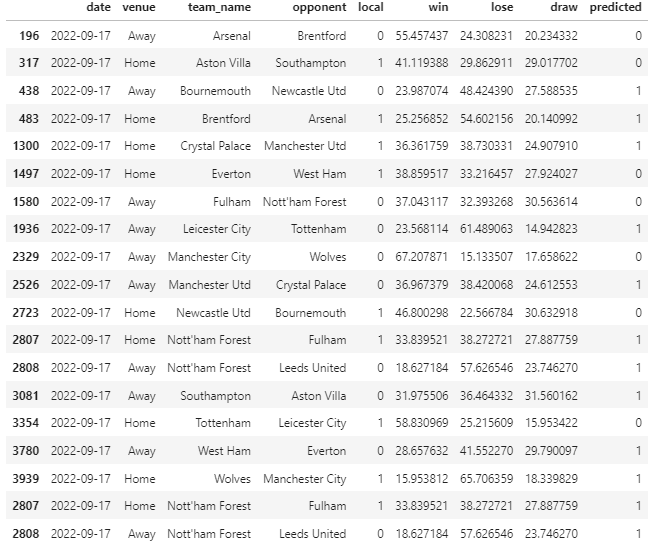 date venue team_name opponent local win lose draw predicted
196 2022-09-17 Away Arsenal Brentford 0 55.457437 24.308231 20.234332 0
317 2022-09-17 Home Aston Villa Southampton 1 41.119388 29.862911 29.017702 0
438 2022-09-17 Away Bournemouth Newcastle Utd 0 23.987074 48.424390 27.588535 1
483 2022-09-17 Home Brentford Arsenal 1 25.256852 54.602156 20.140992 1
1300 2022-09-17 Home Crystal Palace Manchester Utd 1 36.361759 38.730331 24.907910 1
1497 2022-09-17 Home Everton West Ham 1 38.859517 33.216457 27.924027 0
1580 2022-09-17 Away Fulham Nott'ham Forest 0 37.043117 32.393268 30.563614 0
1936 2022-09-17 Away Leicester City Tottenham 0 23.568114 61.489063 14.942823 1
2329 2022-09-17 Away Manchester City Wolves 0 67.207871 15.133507 17.658622 0
2526 2022-09-17 Away Manchester Utd Crystal Palace 0 36.967379 38.420068 24.612553 1
2723 2022-09-17 Home Newcastle Utd Bournemouth 1 46.800298 22.566784 30.632918 0
2807 2022-09-17 Home Nott'ham Forest Fulham 1 33.839521 38.272721 27.887759 1
2808 2022-09-17 Away Nott'ham Forest Leeds United 0 18.627184 57.626546 23.746270 1
3081 2022-09-17 Away Southampton Aston Villa 0 31.975506 36.464332 31.560162 1
3354 2022-09-17 Home Tottenham Leicester City 1 58.830969 25.215609 15.953422 0
3780 2022-09-17 Away West Ham Everton 0 28.657632 41.552270 29.790097 1
3939 2022-09-17 Home Wolves Manchester City 1 15.953812 65.706359 18.339829 1
2807 2022-09-17 Home Nott'ham Forest Fulham 1 33.839521 38.272721 27.887759 1
2808 2022-09-17 Away Nott'ham Forest Leeds United 0 18.627184 57.626546 23.746270 1